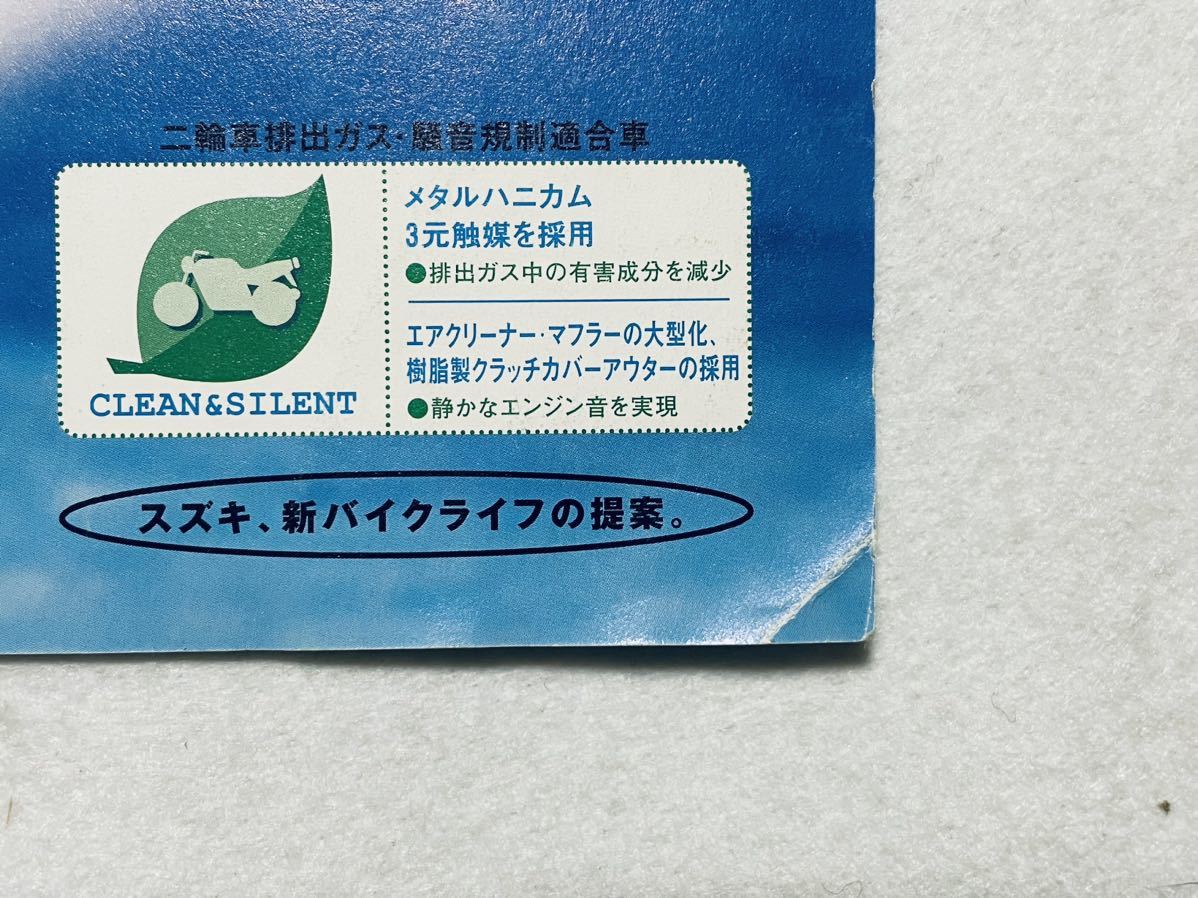 二輪車排出ガス・騒音規制適合車
メタルハニカム
3元触媒を採用
●排出ガス中の有害成分を減少
エアクリーナー・マフラーの大型化、
樹脂製クラッチカバーアウターの採用
●静かなエンジン音を実現
CLEAN&SILENT
スズキ、新バイクライフの提案。